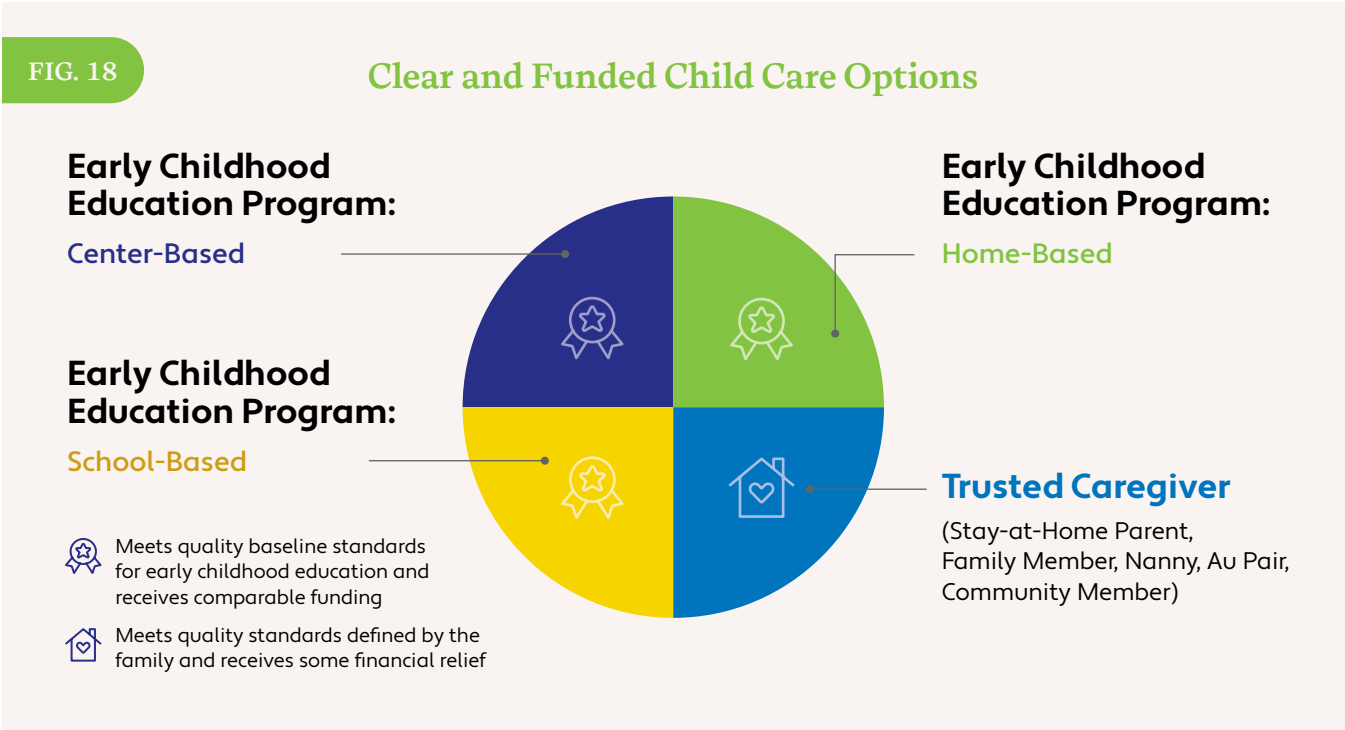 FIG. 18
Clear and Funded Child Care Options
Early Childhood
Education Program:
Center-Based
Early Childhood
Education Program:
Home-Based
Early Childhood
Education Program:
School-Based
Trusted Caregiver
(Stay-at-Home Parent,
Family Member, Nanny, Au Pair,
Community Member)
Meets quality baseline standards
for early childhood education and
receives comparable funding
Meets quality standards defined by the
family and receives some financial relief